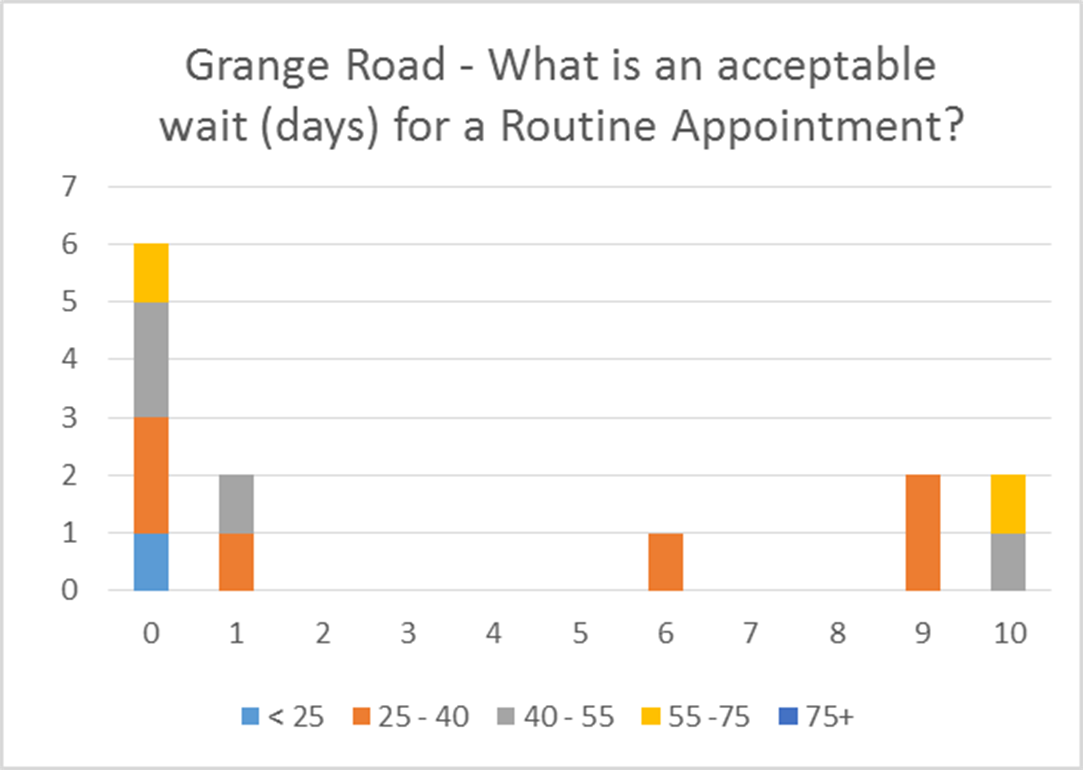 Grange Road - What is an acceptable
wait (days) for a Routine Appointment?
7
6
5
4
3
2
1
0
0 1 2 3 4 5 6 7 8 9 10
< 25 25 - 40 40 - 55 55 -75 75+